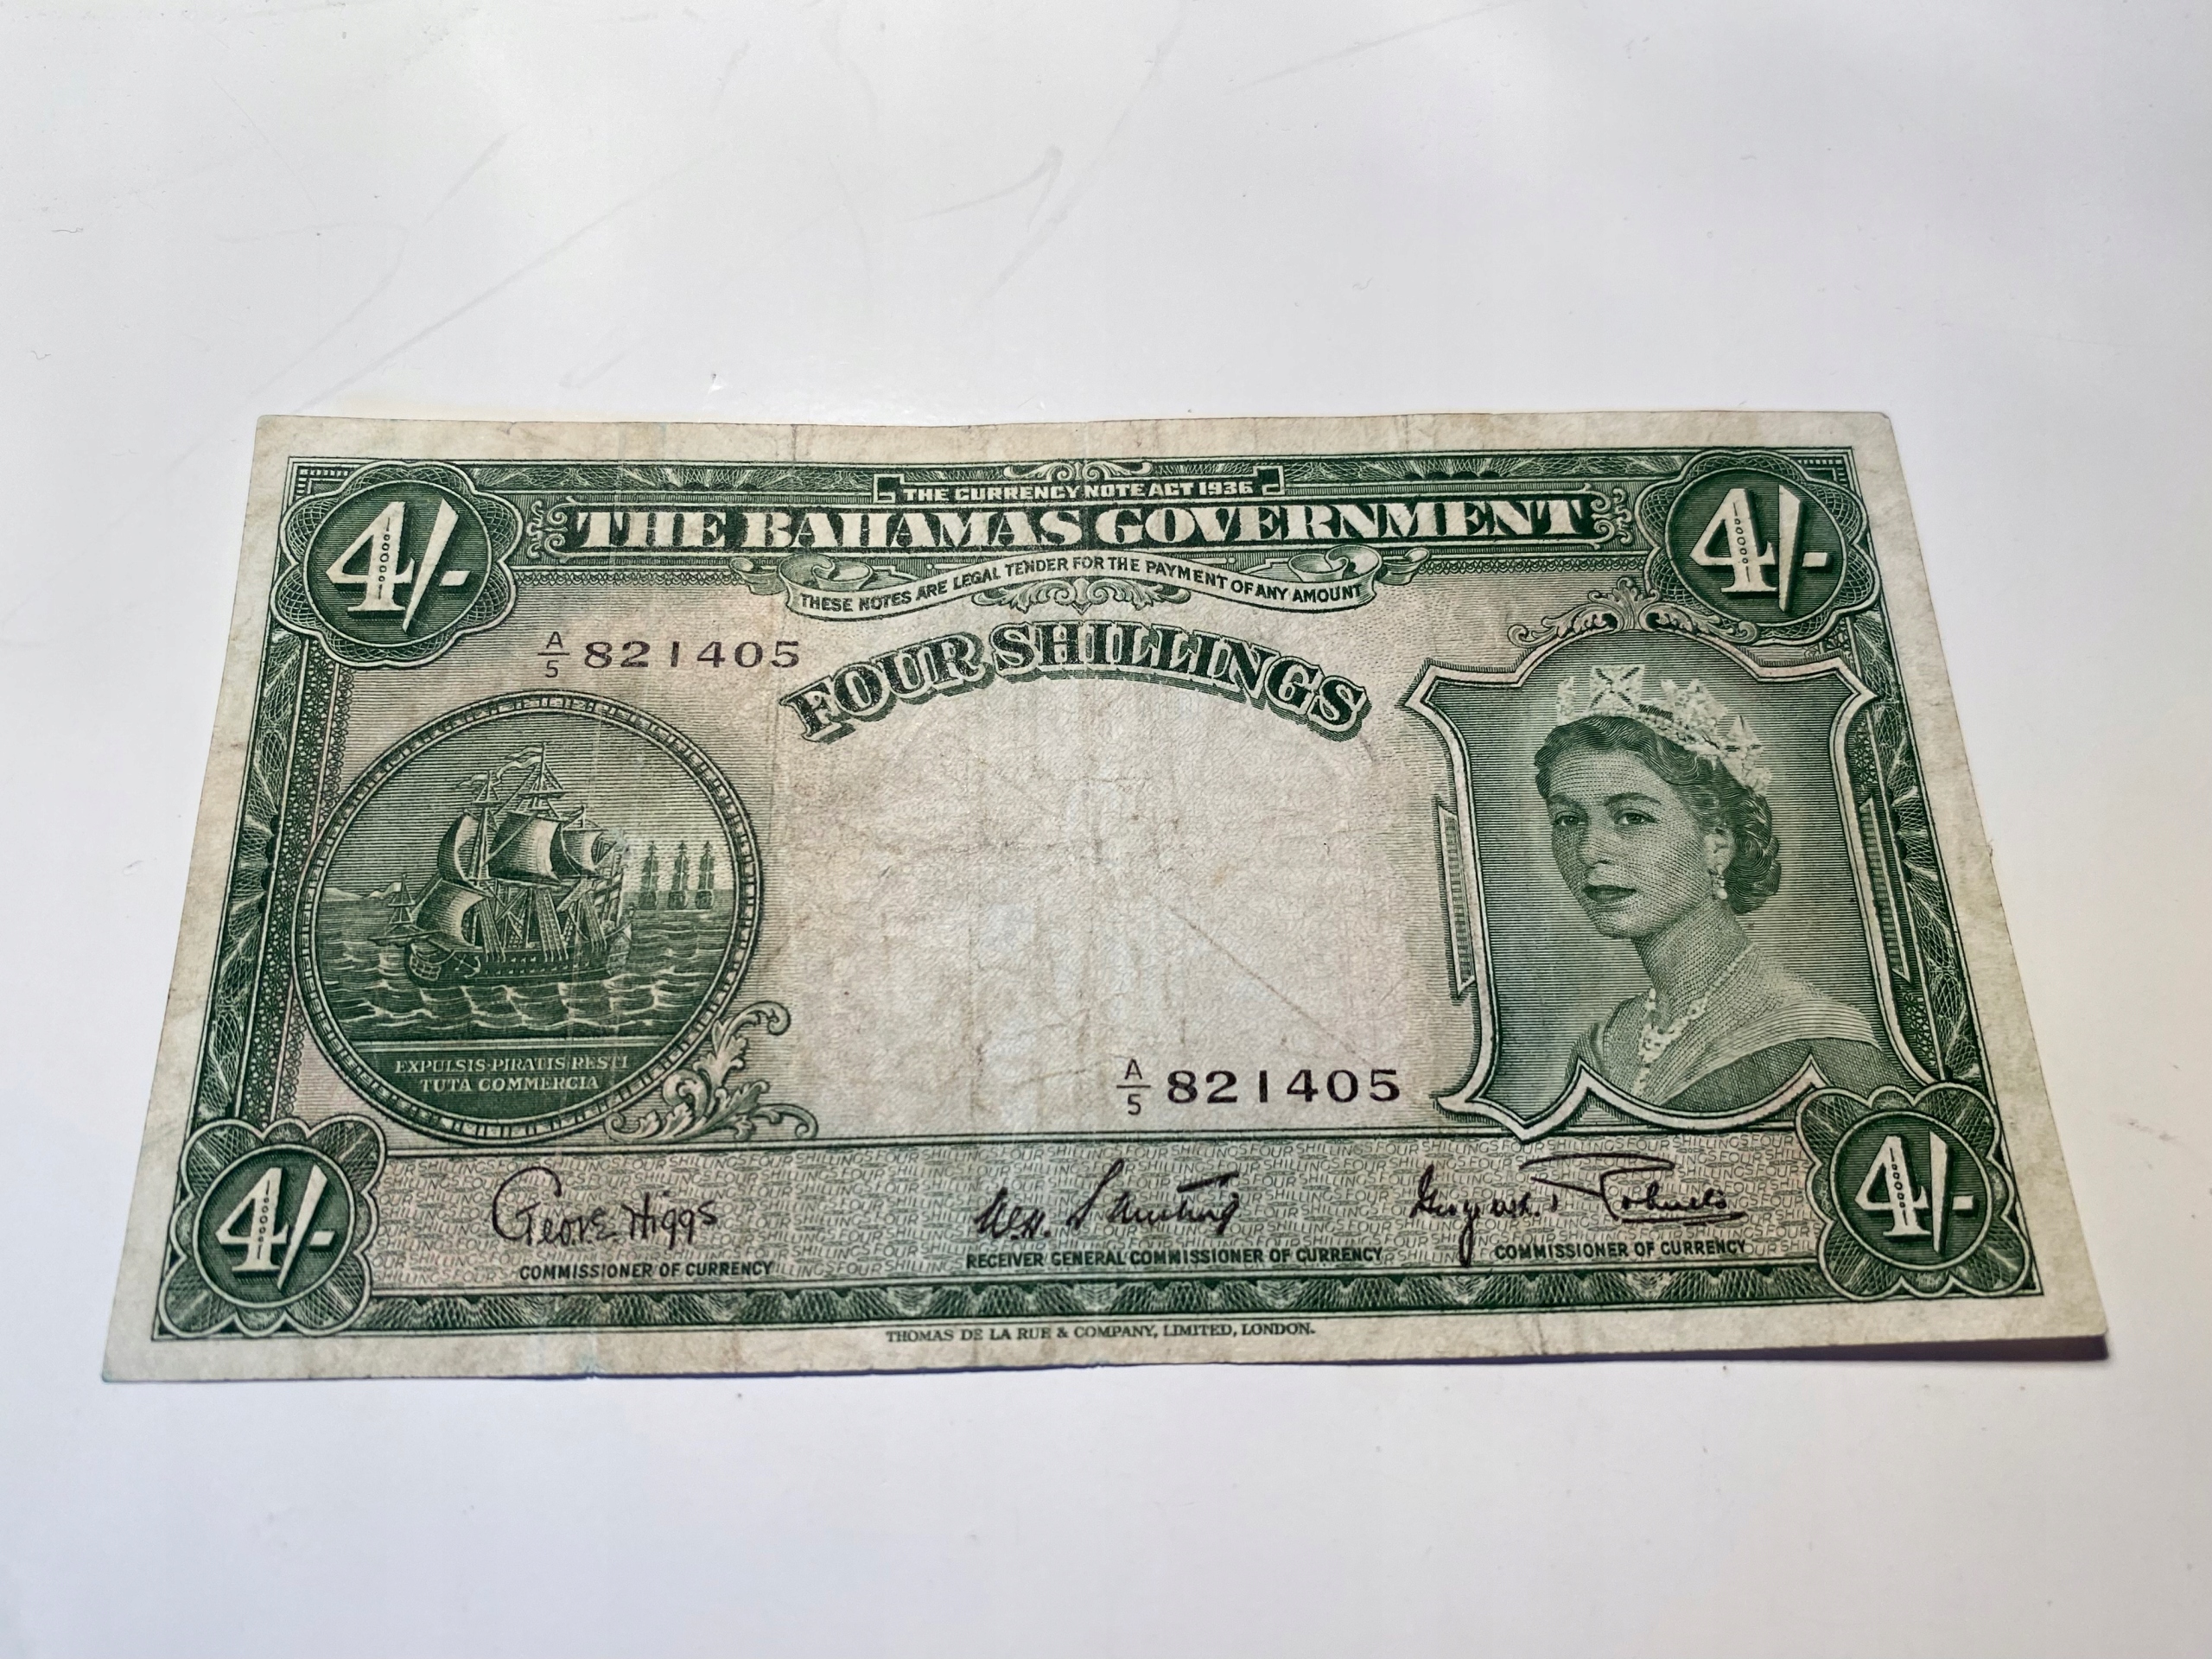 THE CURRENCY NOTE ACT 1936
4/- THE BAHAMAS GOVERNMENT 4/-
THESE NOTES ARE LEGAL TENDER FOR THE PAYMENT OF ANY AMOUNT
A/5 821405
FOUR SHILLINGS
EXPULSIS PIRATIS RESTI
TUTA COMMERCIA
A/5 821405
4/- 4/-
George Higgs
COMMISSIONER OF CURRENCY
RECEIVER GENERAL COMMISSIONER OF CURRENCY
COMMISSIONER OF CURRENCY
THOMAS DE LA RUE & COMPANY, LIMITED, LONDON.